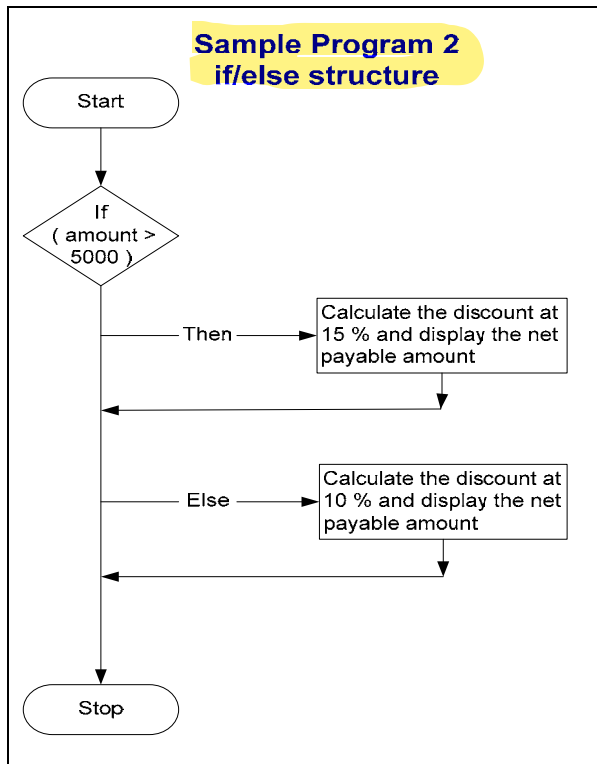 Sample Program 2
if/else structure
Start
If
( amount >
5000 )
Then
Calculate the discount at
15 % and display the net
payable amount
Else
Calculate the discount at
10 % and display the net
payable amount
Stop